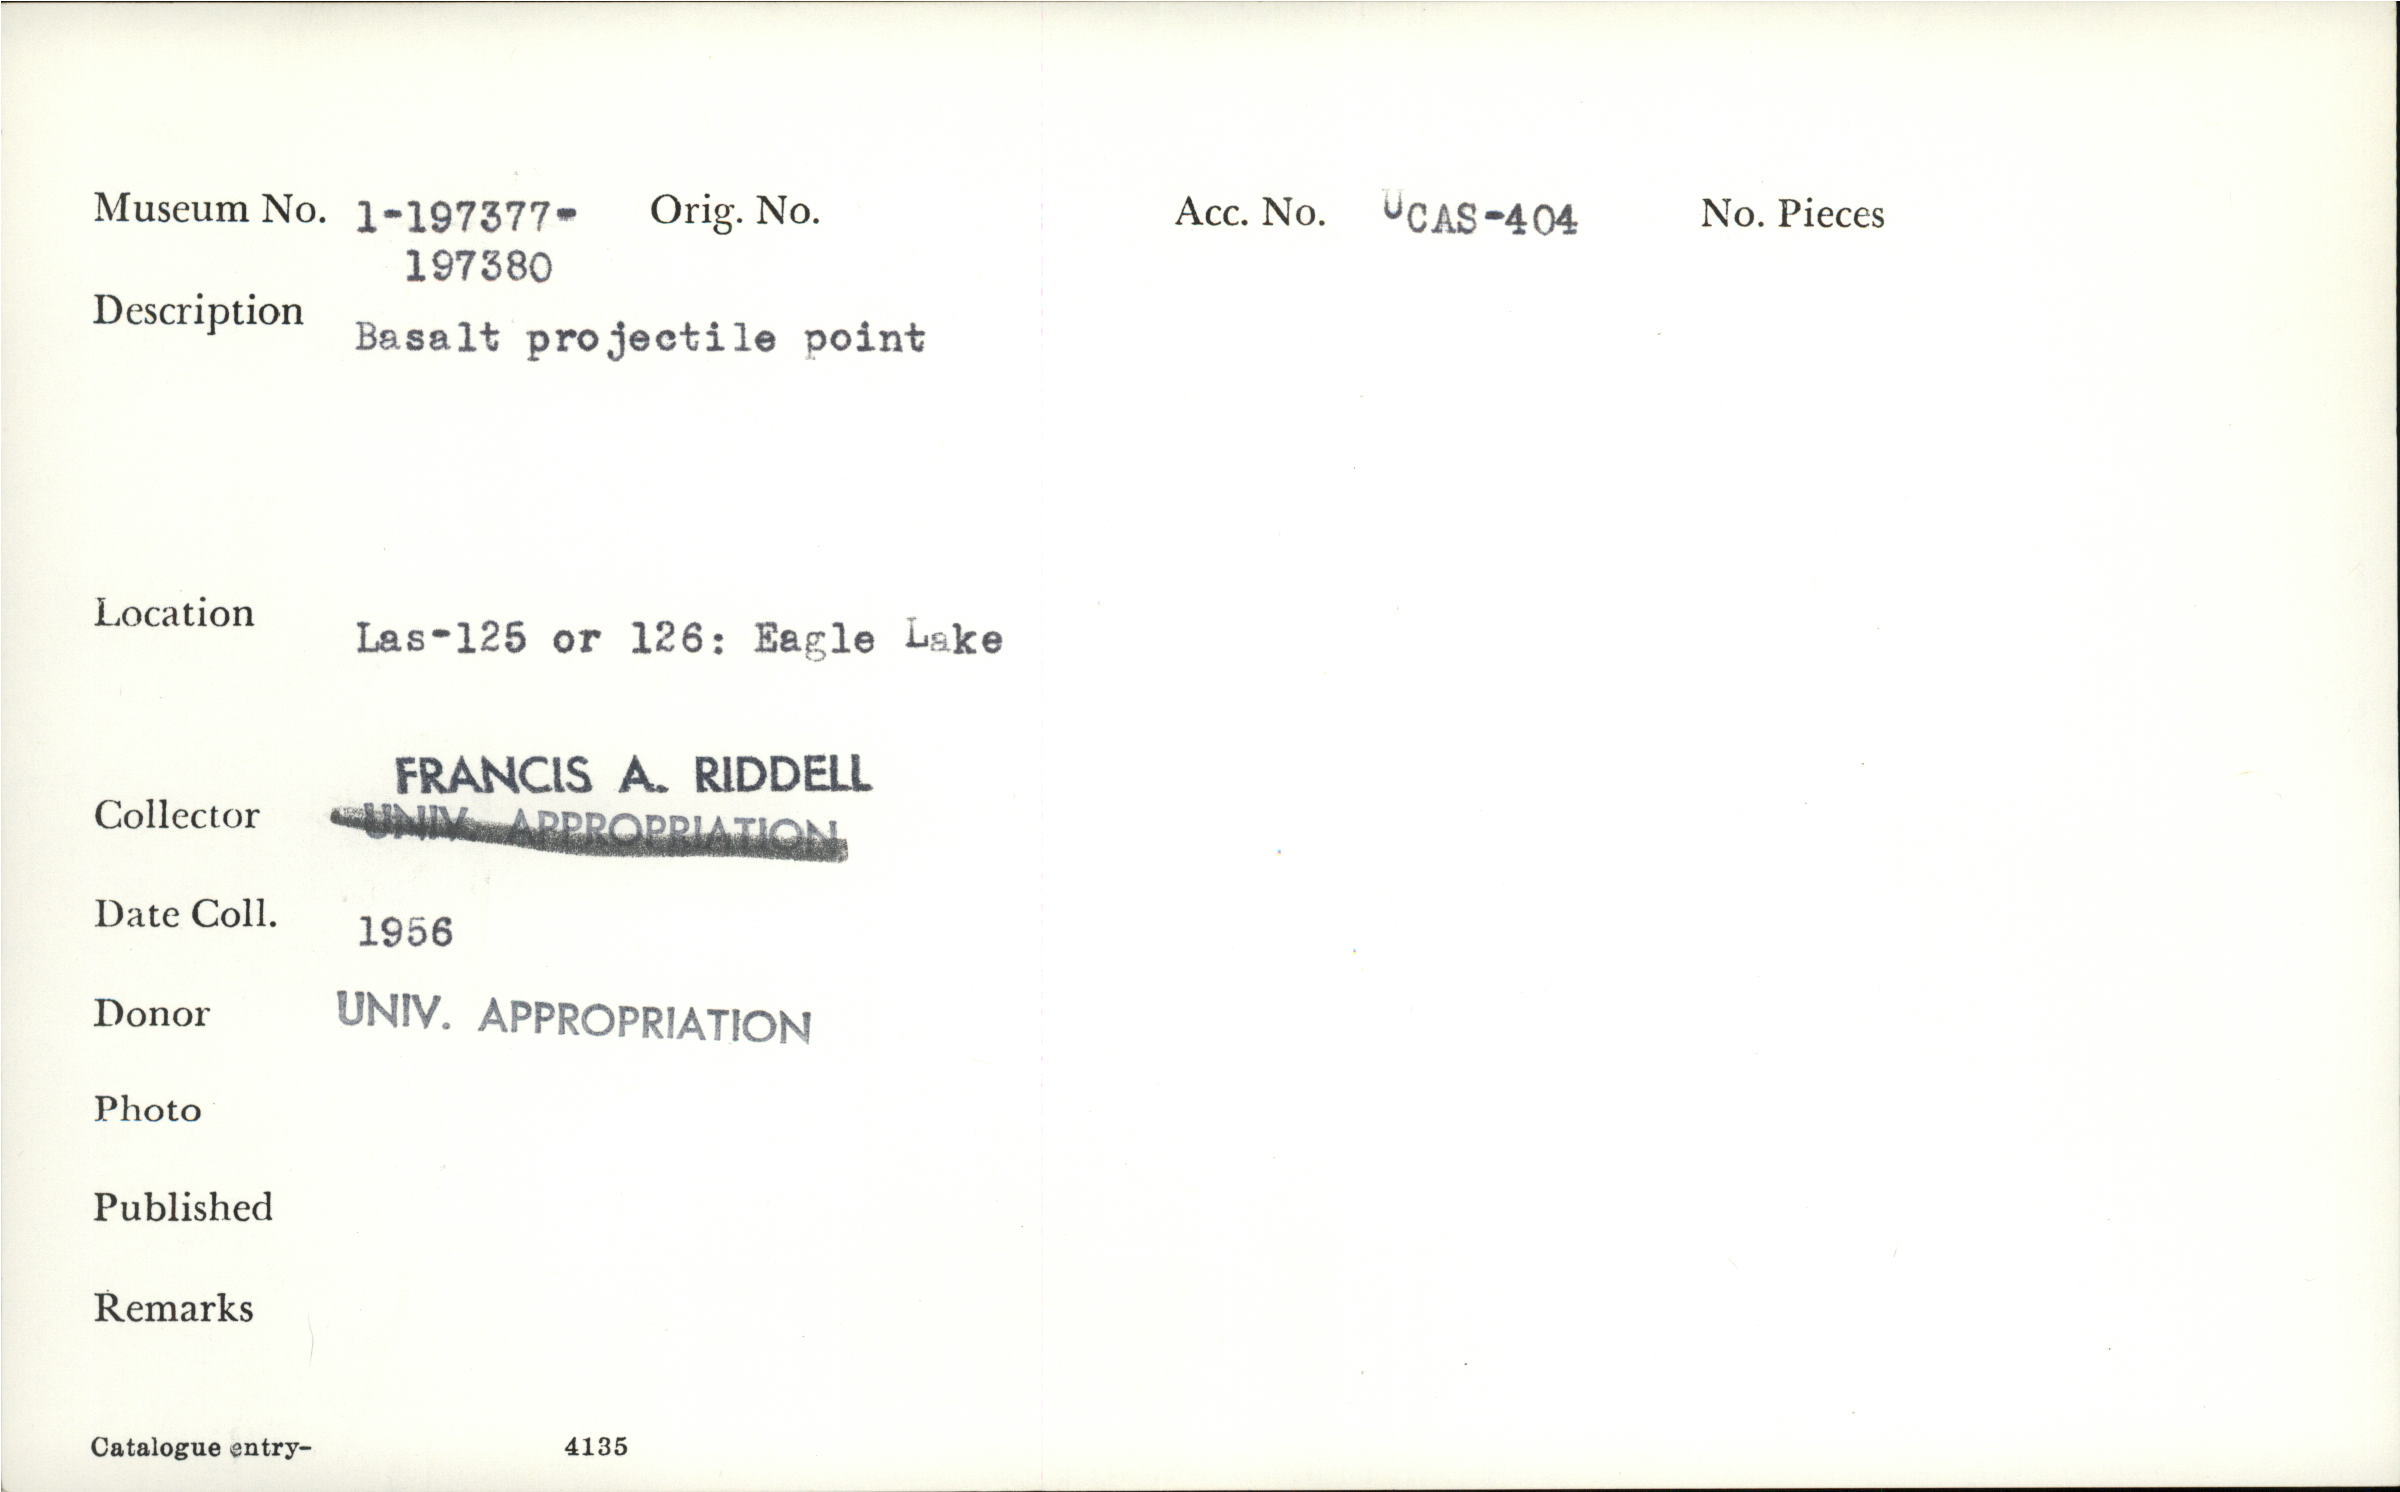 Museum No. 1-197377- Orig. No. Acc. No. UCAS-404 No. Pieces
197380
Description
Basalt projectile point
Location
Las-125 or 126: Eagle Lake
FRANCIS A. RIDDELL
Collector UNIV. APPROPRIATION
Date Coll. 1956
Donor UNIV. APPROPRIATION
Photo
Published
Remarks
Catalogue entry- 4135